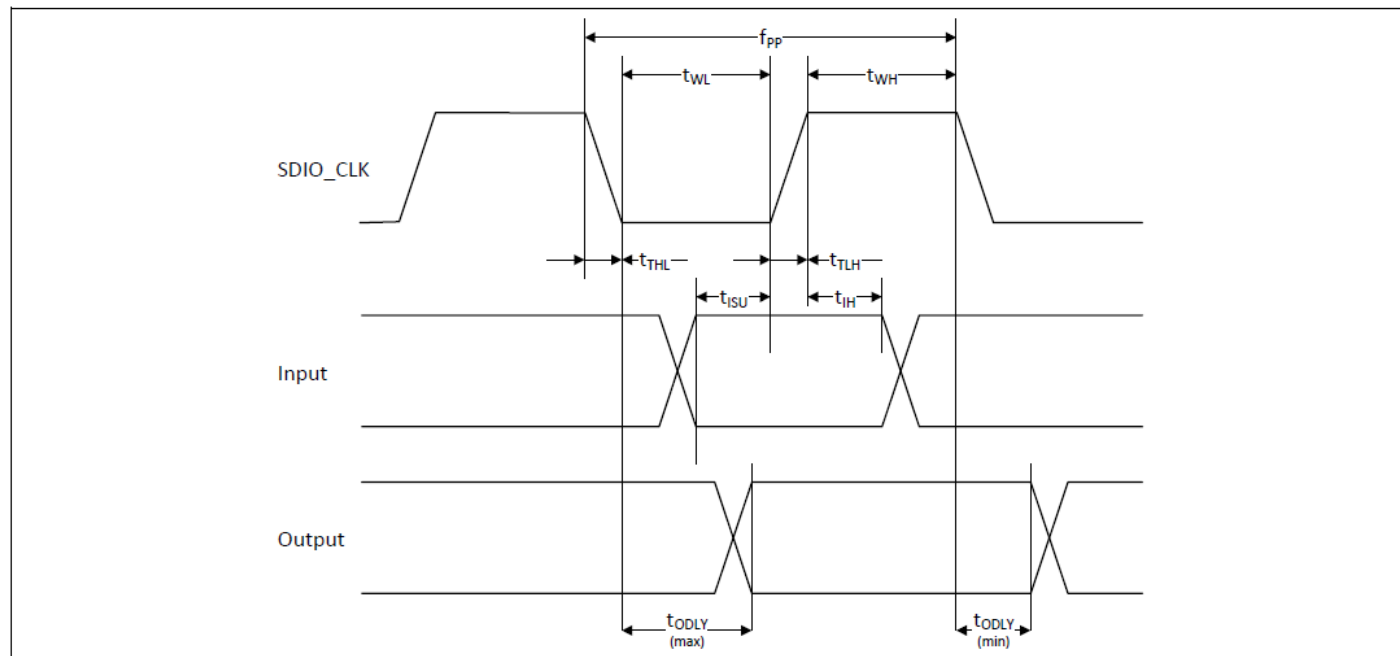 fPP
tWL
tWH
SDIO_CLK
tTHL
tTLH
tISU
tIH
Input
Output
tODLY
(max)
tODLY
(min)